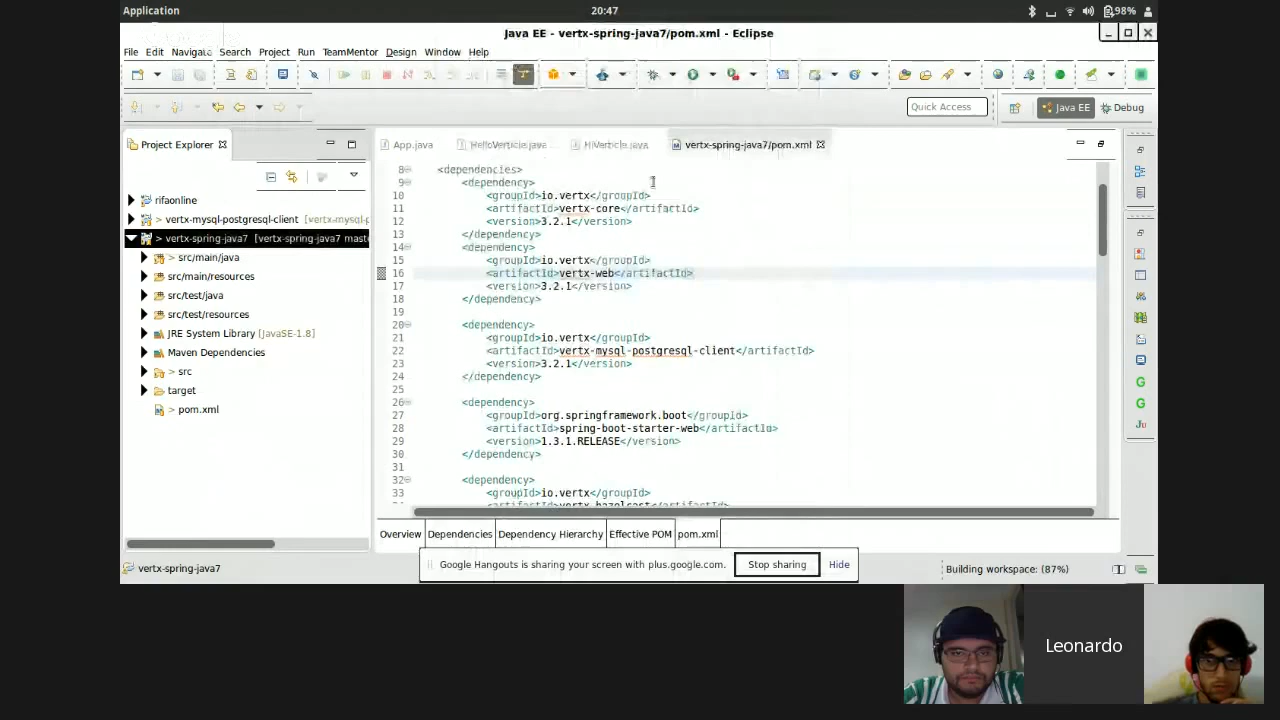 Application
20:47
98%
Java EE - vertx-spring-java7/pom.xml - Eclipse
File Edit Navigate Search Project Run TeamMentor Design Window Help
Quick Access
Java EE
Debug
Project Explorer
App.java
HelloVerticle.java
HiVerticle.java
vertx-spring-java7/pom.xml
rifaonline
> vertx-mysql-postgresql-client [vertx-mysql-p
> vertx-spring-java7 [vertx-spring-java7 mast
> src/main/java
src/main/resources
src/test/java
src/test/resources
JRE System Library [JavaSE-1.8]
Maven Dependencies
> src
target
> pom.xml
8 <dependencies>
9 <dependency>
10 <groupId>io.vertx</groupId>
11 <artifactId>vertx-core</artifactId>
12 <version>3.2.1</version>
13 </dependency>
14 <dependency>
15 <groupId>io.vertx</groupId>
16 <artifactId>vertx-web</artifactId>
17 <version>3.2.1</version>
18 </dependency>
19
20 <dependency>
21 <groupId>io.vertx</groupId>
22 <artifactId>vertx-mysql-postgresql-client</artifactId>
23 <version>3.2.1</version>
24 </dependency>
25
26 <dependency>
27 <groupId>org.springframework.boot</groupId>
28 <artifactId>spring-boot-starter-web</artifactId>
29 <version>1.3.1.RELEASE</version>
30 </dependency>
31
32 <dependency>
33 <groupId>io.vertx</groupId>
<artifactId>vertx-hazelcast</artifactId>
Overview
Dependencies
Dependency Hierarchy
Effective POM
pom.xml
Google Hangouts is sharing your screen with plus.google.com.
Stop sharing
Hide
vertx-spring-java7
Building workspace: (87%)
Leonardo